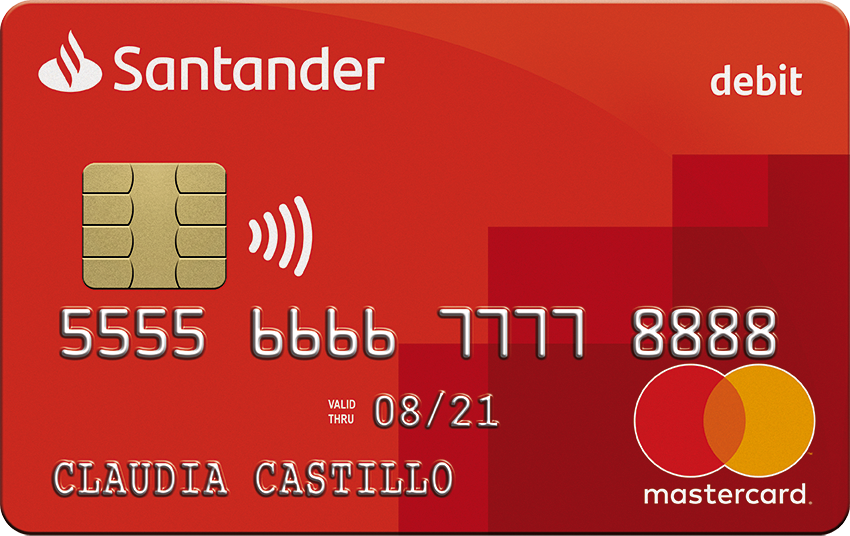 Santander
debit
5555 6666 7777 8888
VALID
THRU 08/21
CLAUDIA CASTILLO
mastercard.